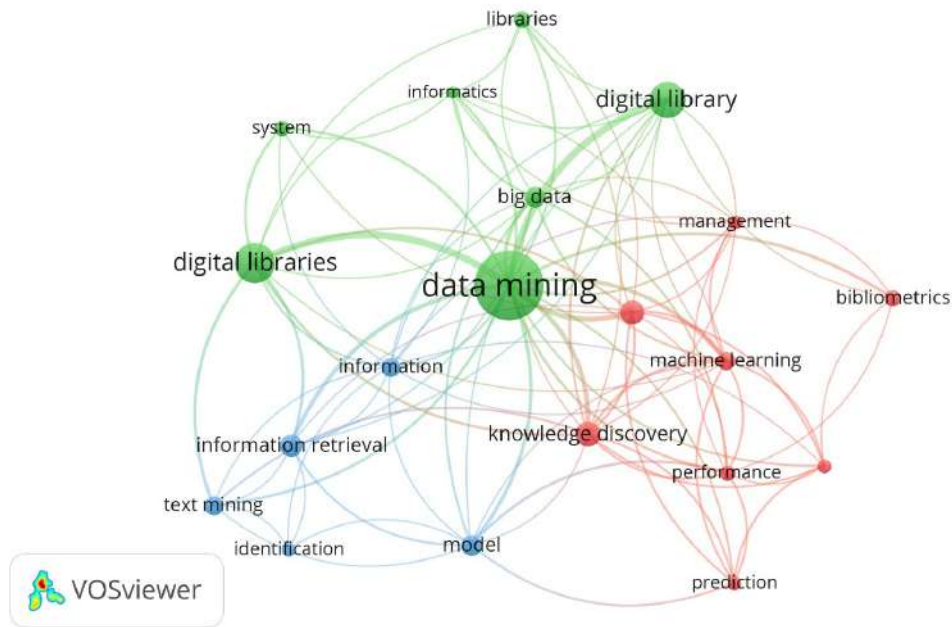 libraries
informatics
digital library
system
big data
management
digital libraries
data mining
bibliometrics
information
machine learning
knowledge discovery
information retrieval
performance
text mining
identification
model
prediction
VOSviewer